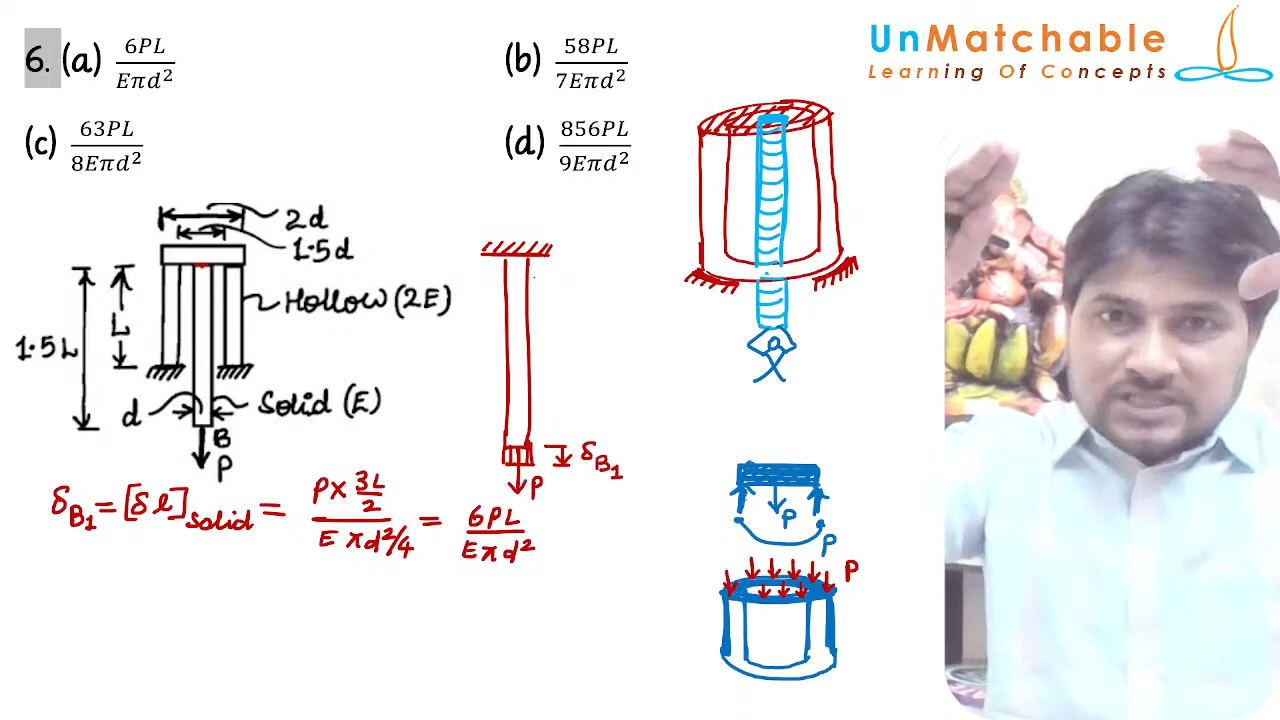 UnMatchable
Learning Of Concepts
6. (a) 6PL / Eπd²
(b) 58PL / 7Eπd²
(c) 63PL / 8Eπd²
(d) 856PL / 9Eπd²
2d
1.5d
Hollow (2E)
L
1.5L
d
Solid (E)
B
P
δB₁
P
δB₁ = [δl]Solid = P× 3L/2 / E πd²/4 = 6PL / Eπd²
P
P
P